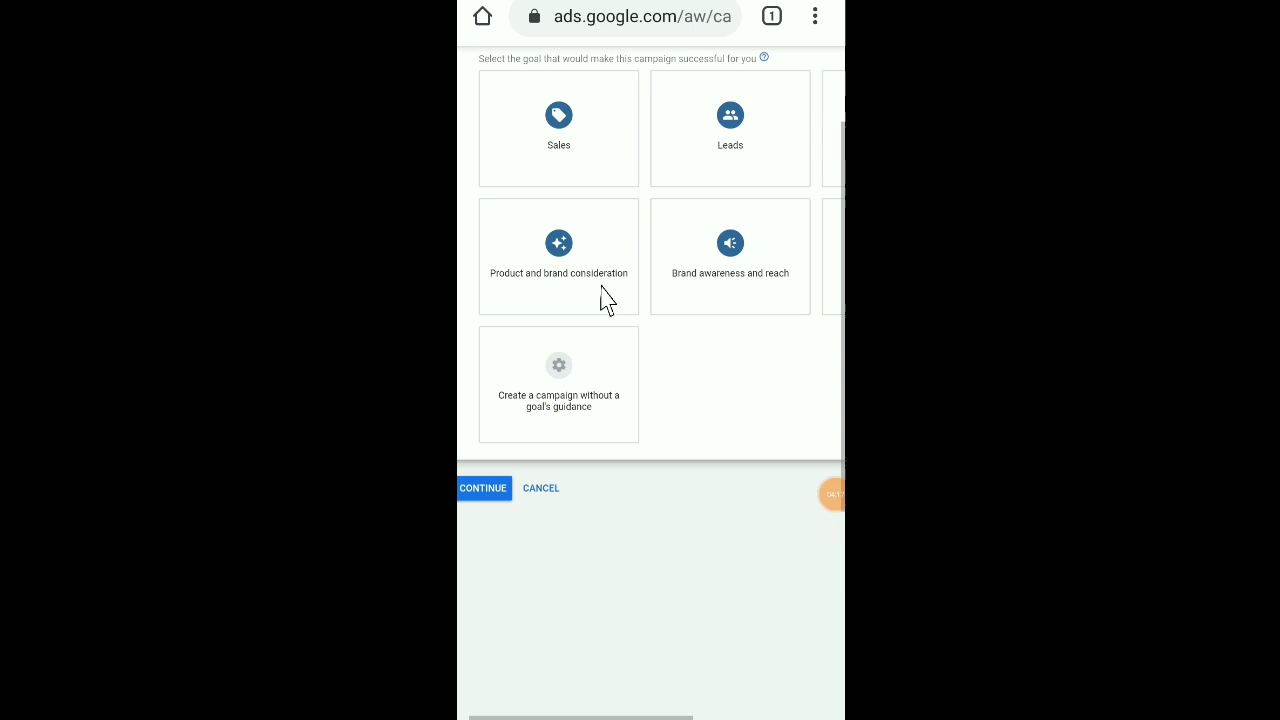 ads.google.com/aw/ca
1
Select the goal that would make this campaign successful for you
Sales
Leads
Product and brand consideration
Brand awareness and reach
Create a campaign without a
goal's guidance
CONTINUE
CANCEL